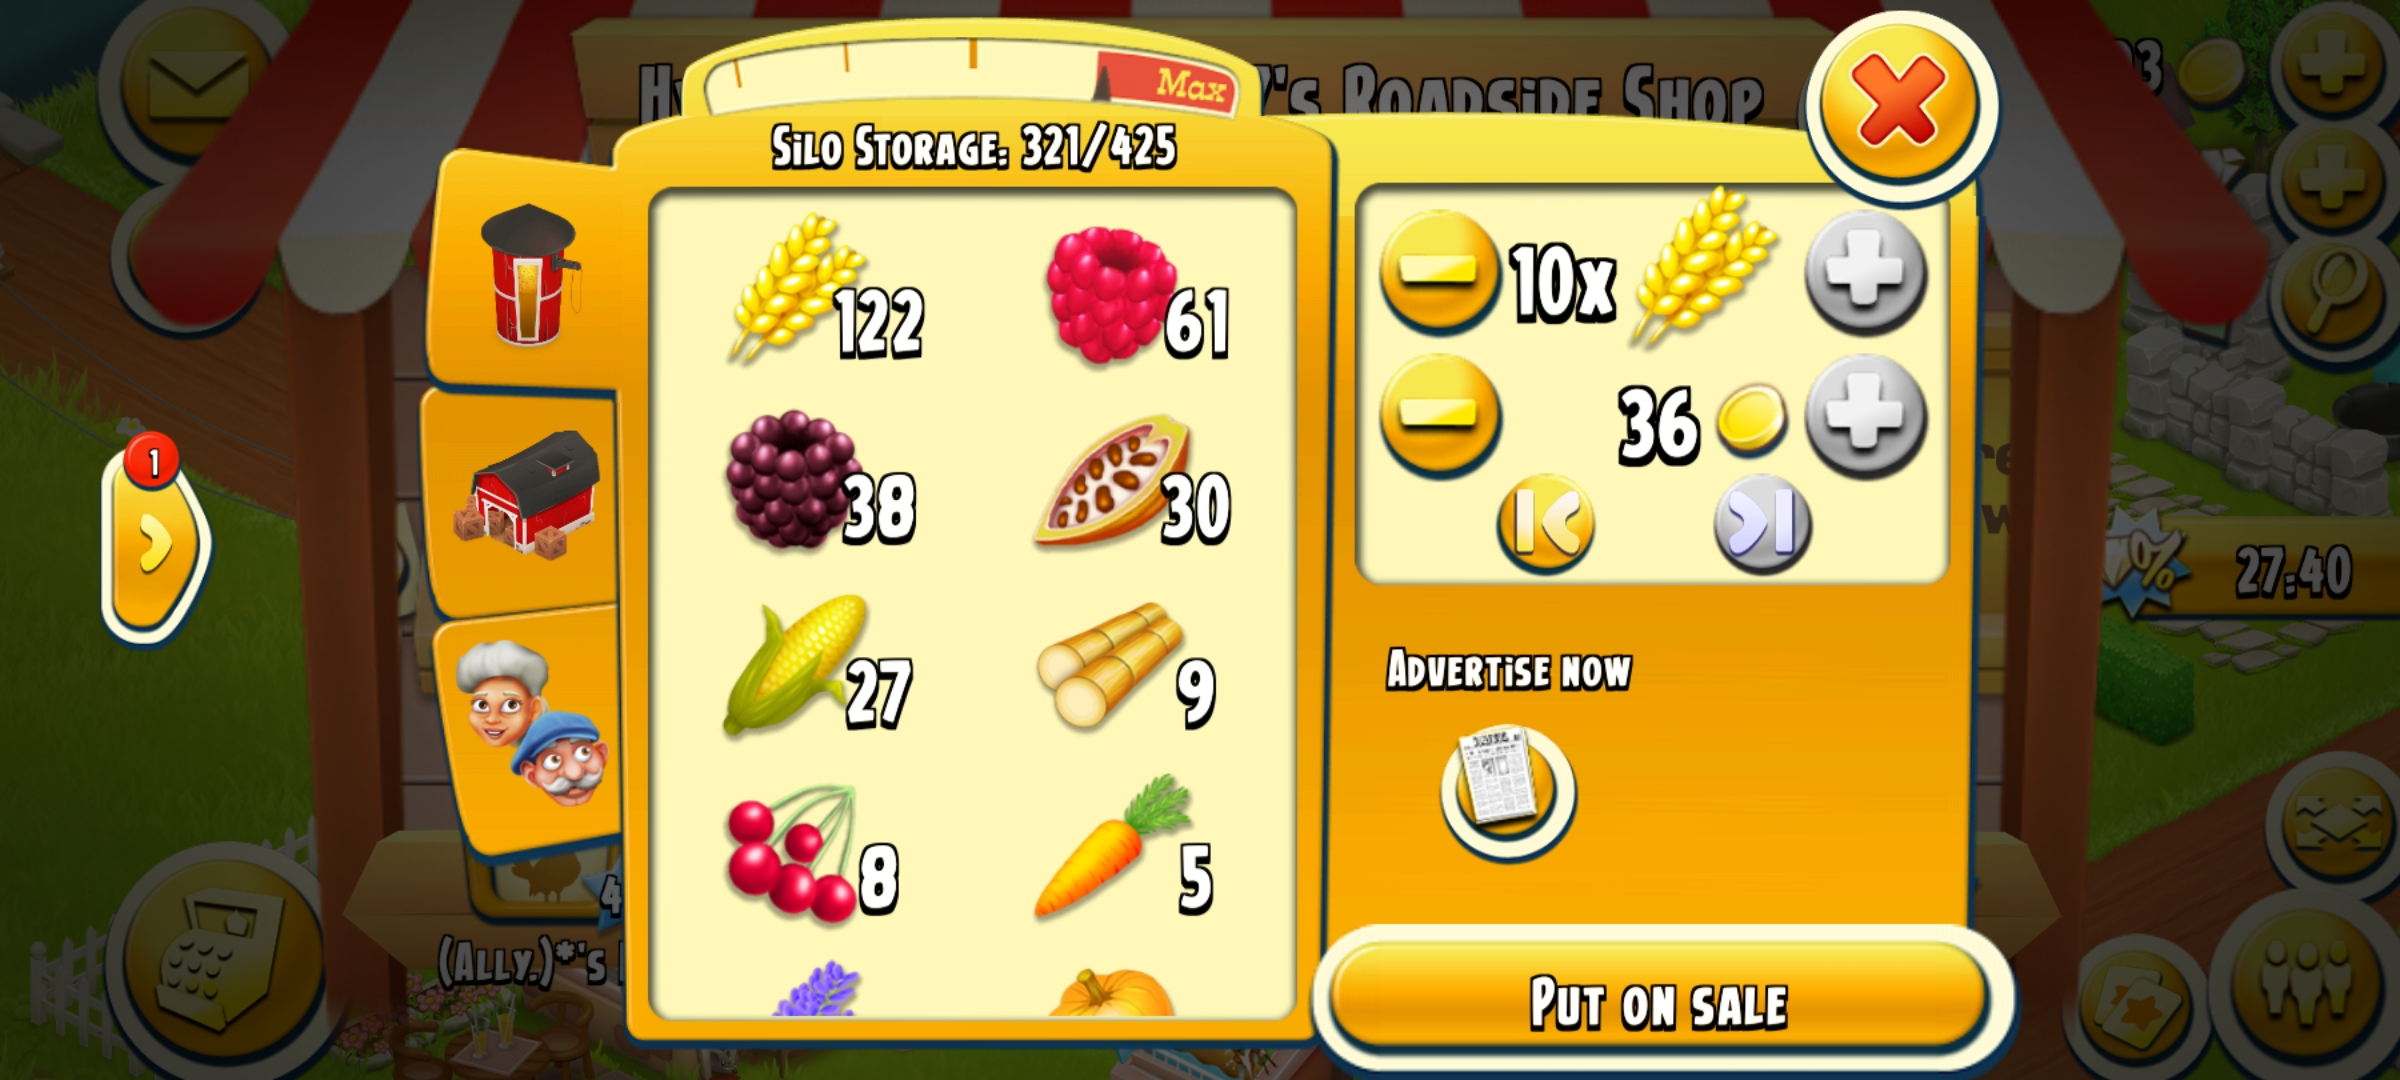 Max
's Roadside Shop
Silo Storage: 321/425
122
61
10x
36
38
30
1
27:40
27
9
Advertise now
8
5
(Ally.)*'s
Put on sale